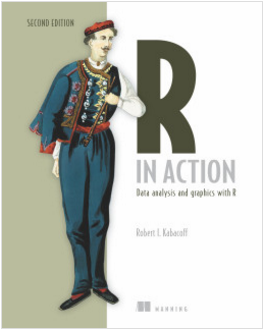 SECOND EDITION
R
IN ACTION
Data analysis and graphics with R
Robert I. Kabacoff
MANNING